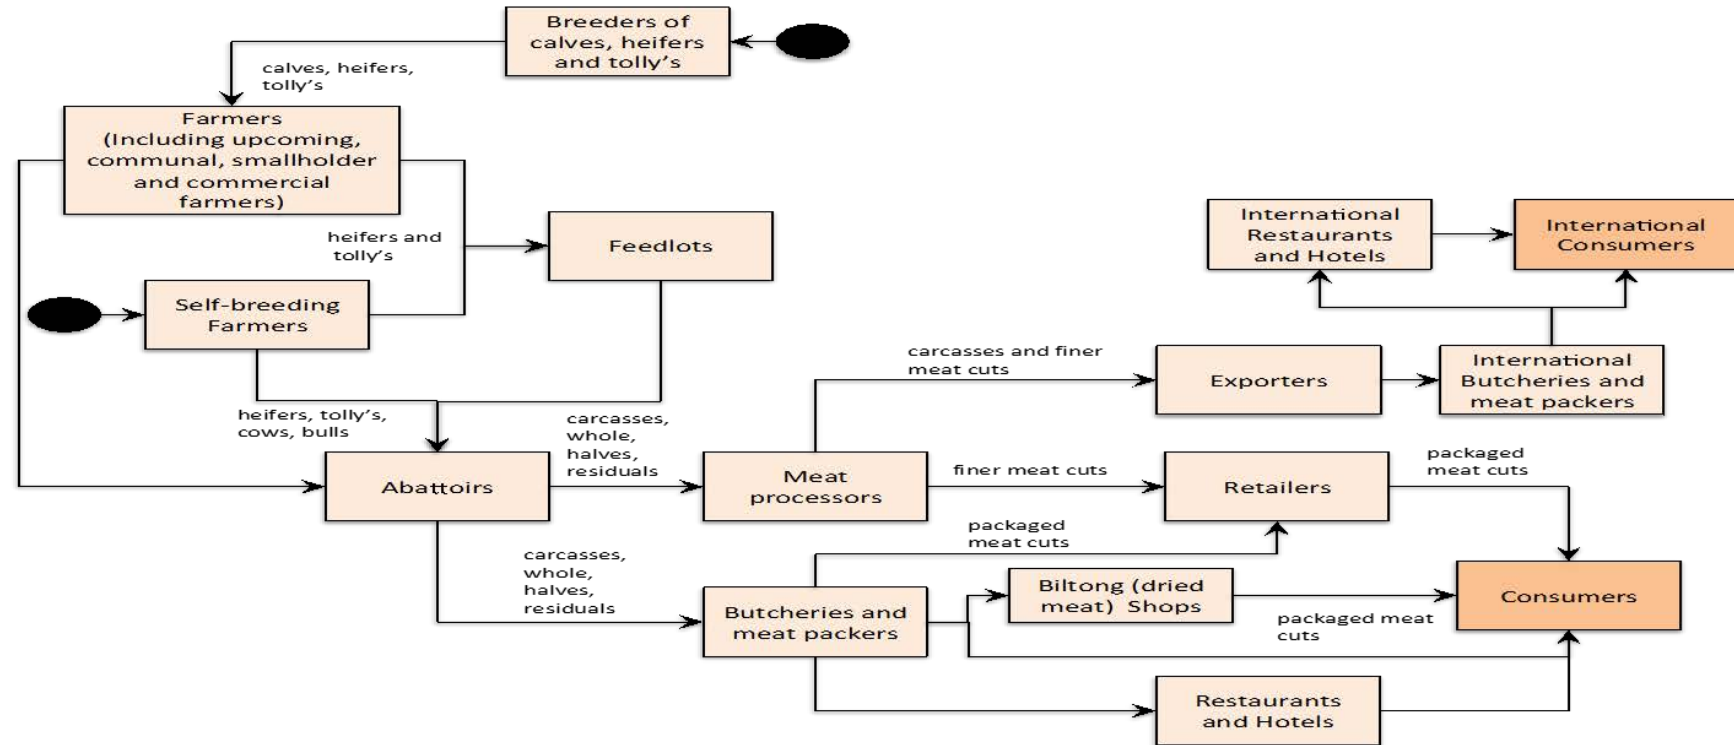 Breeders of
calves, heifers
and tolly's
calves, heifers,
tolly's
Farmers
(Including upcoming,
communal, smallholder
and commercial
farmers)
heifers and
tolly's
Feedlots
Self-breeding
Farmers
International
Restaurants
and Hotels
International
Consumers
carcasses and finer
meat cuts
Exporters
International
Butcheries and
meat packers
heifers, tolly's,
cows, bulls
carcasses,
whole,
halves,
residuals
Abattoirs
Meat
processors
finer meat cuts
Retailers
packaged
meat cuts
packaged
meat cuts
carcasses,
whole,
halves,
residuals
Butcheries and
meat packers
Biltong (dried
meat) Shops
Consumers
packaged meat
cuts
Restaurants
and Hotels